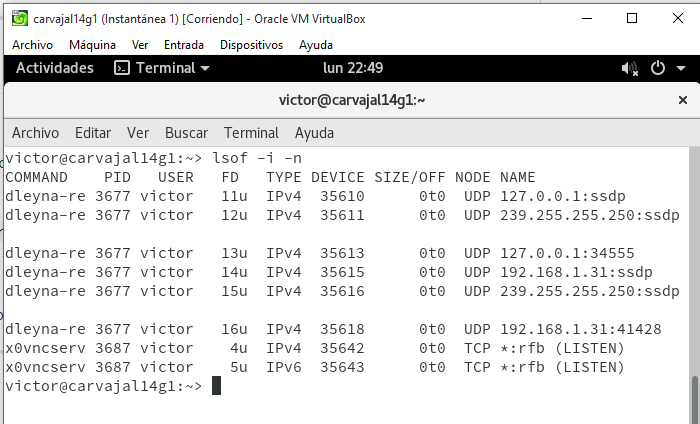 carvajal14g1 (Instantánea 1) [Corriendo] - Oracle VM VirtualBox
Archivo Máquina Ver Entrada Dispositivos Ayuda
Actividades Terminal lun 22:49
victor@carvajal14g1:~
Archivo Editar Ver Buscar Terminal Ayuda
victor@carvajal14g1:~> lsof -i -n
COMMAND PID USER FD TYPE DEVICE SIZE/OFF NODE NAME
dleyna-re 3677 victor 11u IPv4 35610 0t0 UDP 127.0.0.1:ssdp
dleyna-re 3677 victor 12u IPv4 35611 0t0 UDP 239.255.255.250:ssdp
dleyna-re 3677 victor 13u IPv4 35613 0t0 UDP 127.0.0.1:34555
dleyna-re 3677 victor 14u IPv4 35615 0t0 UDP 192.168.1.31:ssdp
dleyna-re 3677 victor 15u IPv4 35616 0t0 UDP 239.255.255.250:ssdp
dleyna-re 3677 victor 16u IPv4 35618 0t0 UDP 192.168.1.31:41428
x0vncserv 3687 victor 4u IPv4 35642 0t0 TCP *:rfb (LISTEN)
x0vncserv 3687 victor 5u IPv6 35643 0t0 TCP *:rfb (LISTEN)
victor@carvajal14g1:~>